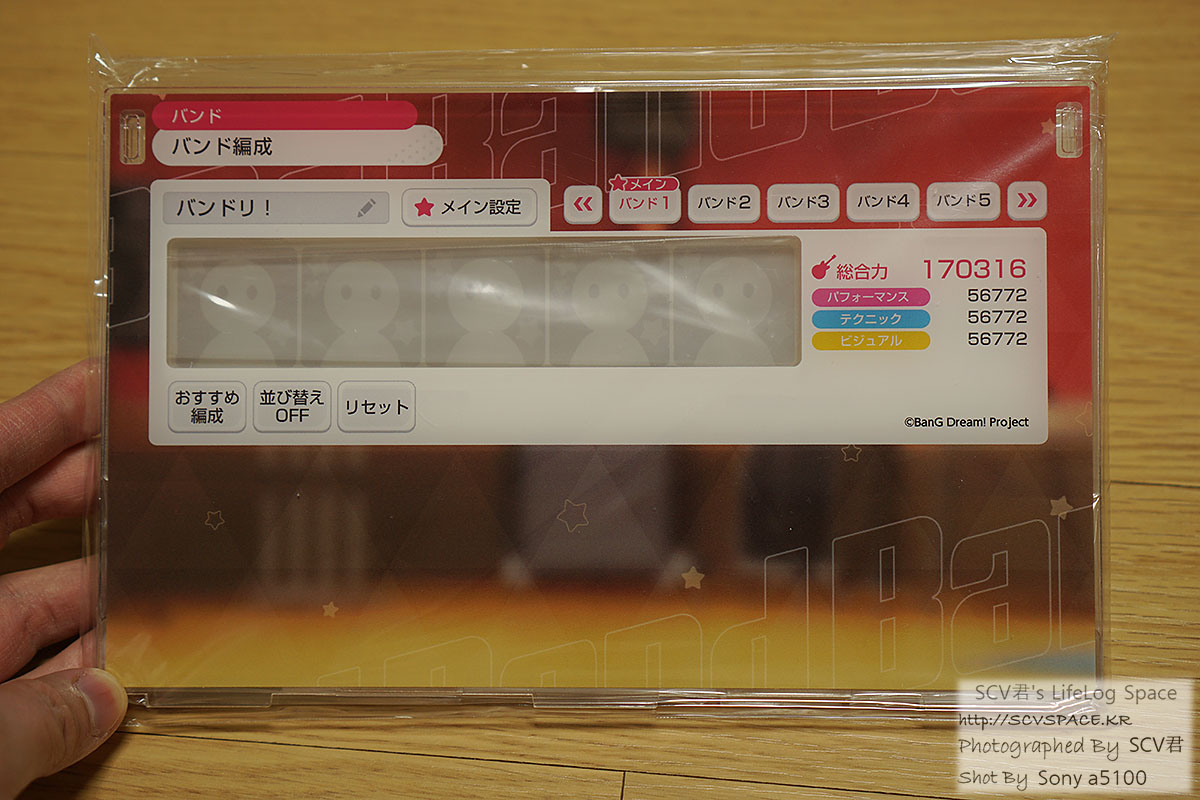 バンド
バンド編成
バンドリ！
メイン設定
メイン
バンド1
バンド2
バンド3
バンド4
バンド5
総合力 170316
パフォーマンス 56772
テクニック 56772
ビジュアル 56772
おすすめ
編成
並び替え
OFF
リセット
©BanG Dream! Project
SCV君's LifeLog Space
http://SCVSPACE.KR
Photographed By SCV君
Shot By Sony a5100